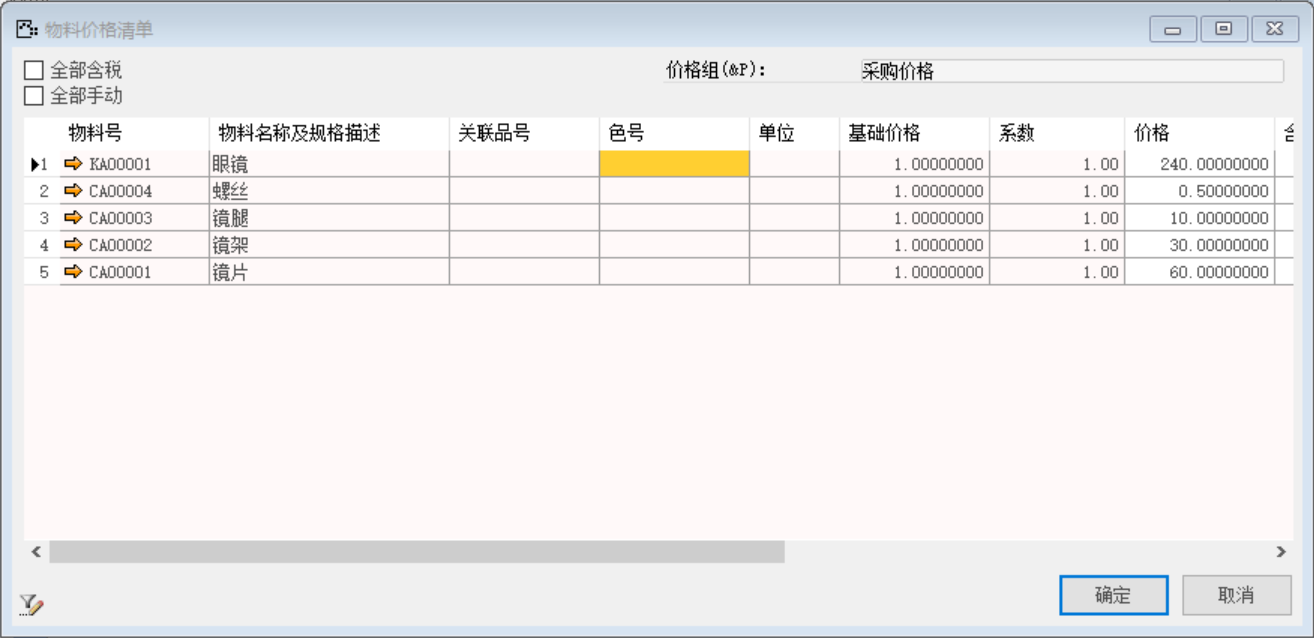 物料价格清单
全部含税
价格组(&P): 采购价格
全部手动
物料号 物料名称及规格描述 关联品号 色号 单位 基础价格 系数 价格
1 KA00001 眼镜 1.00000000 1.00 240.00000000
2 CA00004 螺丝 1.00000000 1.00 0.50000000
3 CA00003 镜腿 1.00000000 1.00 10.00000000
4 CA00002 镜架 1.00000000 1.00 30.00000000
5 CA00001 镜片 1.00000000 1.00 60.00000000
确定 取消